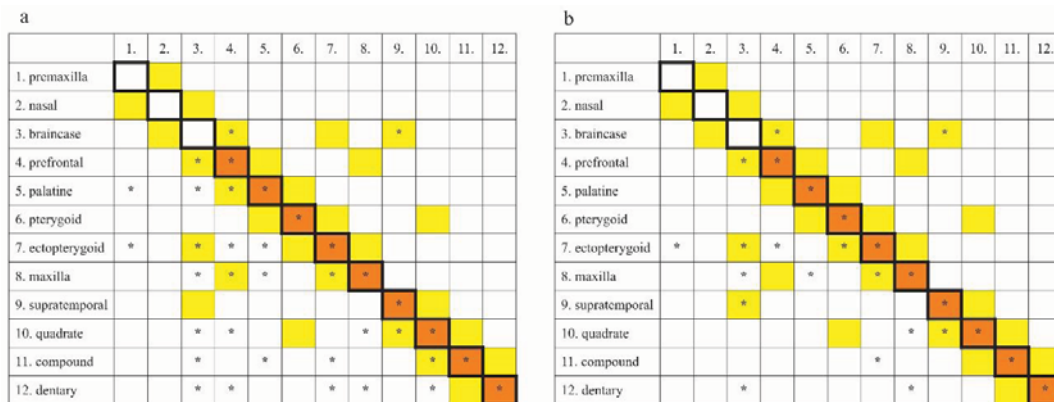 a
1. 2. 3. 4. 5. 6. 7. 8. 9. 10. 11. 12.
1. premaxilla
2. nasal
3. braincase * *
4. prefrontal * *
5. palatine * * * *
6. pterygoid *
7. ectopterygoid * * * * *
8. maxilla * * * * *
9. supratemporal *
10. quadrate * * * * *
11. compound * * * * *
12. dentary * * * * * *
b
1. 2. 3. 4. 5. 6. 7. 8. 9. 10. 11. 12.
1. premaxilla
2. nasal
3. braincase * *
4. prefrontal * *
5. palatine *
6. pterygoid *
7. ectopterygoid * * * * *
8. maxilla * * * *
9. supratemporal * *
10. quadrate * * *
11. compound * *
12. dentary * * *